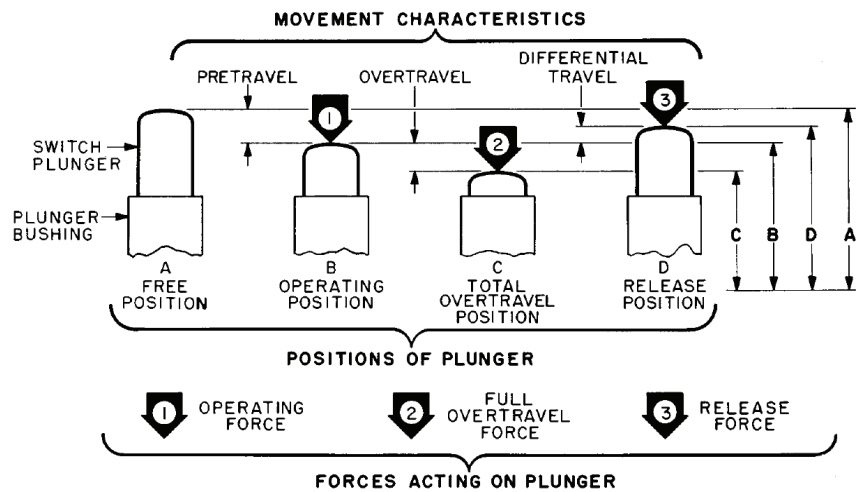 MOVEMENT CHARACTERISTICS
PRETRAVEL
OVERTRAVEL
DIFFERENTIAL
TRAVEL
1
2
3
SWITCH
PLUNGER
PLUNGER
BUSHING
A
FREE
POSITION
B
OPERATING
POSITION
C
TOTAL
OVERTRAVEL
POSITION
D
RELEASE
POSITION
C
B
D
A
POSITIONS OF PLUNGER
1
OPERATING
FORCE
2
FULL
OVERTRAVEL
FORCE
3
RELEASE
FORCE
FORCES ACTING ON PLUNGER